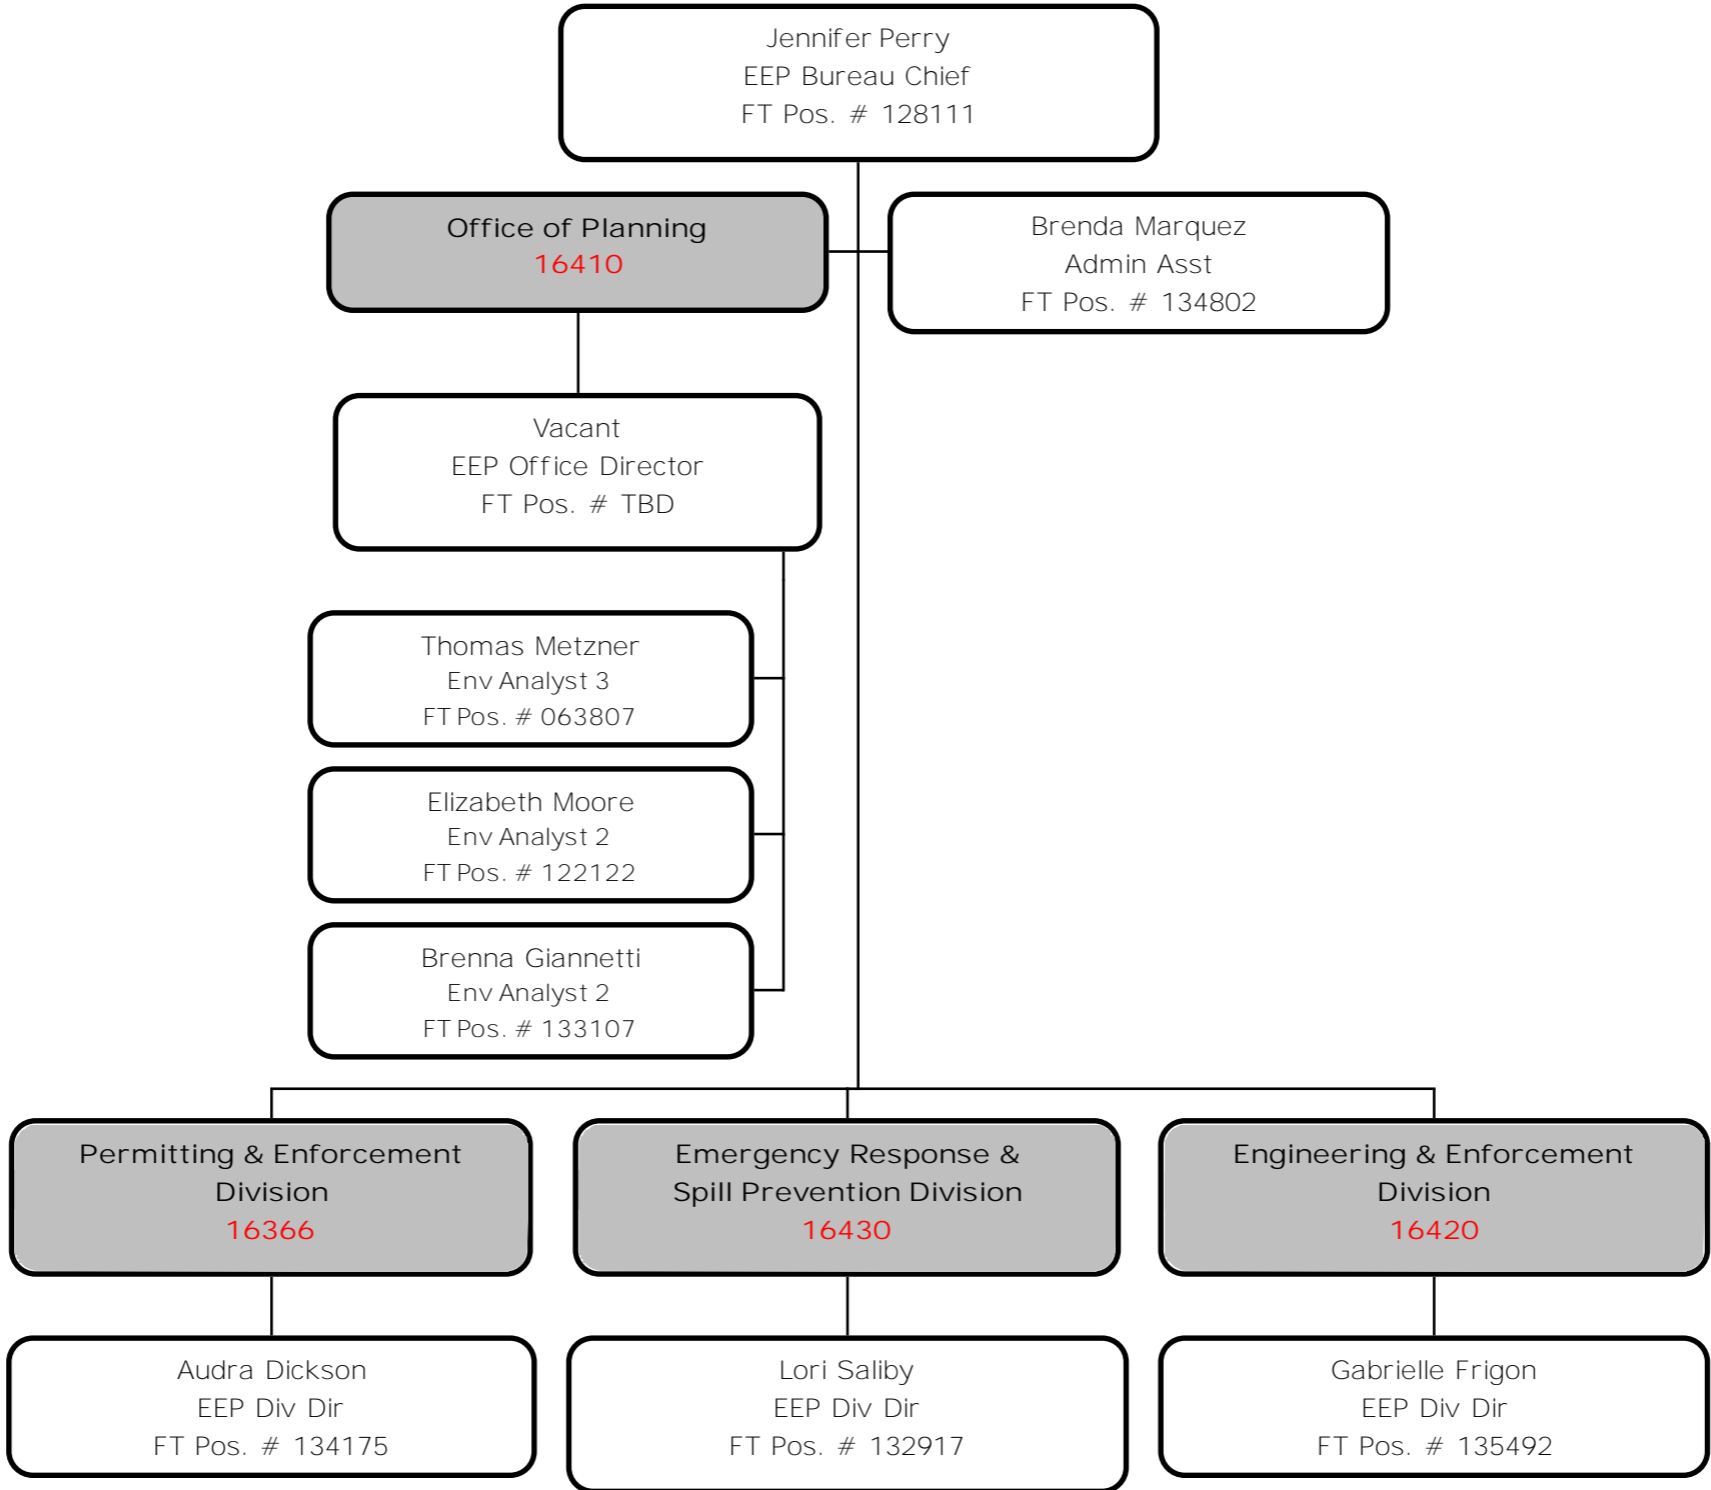 Jennifer Perry
EEP Bureau Chief
FT Pos. # 128111
Office of Planning
16410
Brenda Marquez
Admin Asst
FT Pos. # 134802
Vacant
EEP Office Director
FT Pos. # TBD
Thomas Metzner
Env Analyst 3
FT Pos. # 063807
Elizabeth Moore
Env Analyst 2
FT Pos. # 122122
Brenna Giannetti
Env Analyst 2
FT Pos. # 133107
Permitting & Enforcement
Division
16366
Emergency Response &
Spill Prevention Division
16430
Engineering & Enforcement
Division
16420
Audra Dickson
EEP Div Dir
FT Pos. # 134175
Lori Saliby
EEP Div Dir
FT Pos. # 132917
Gabrielle Frigon
EEP Div Dir
FT Pos. # 135492